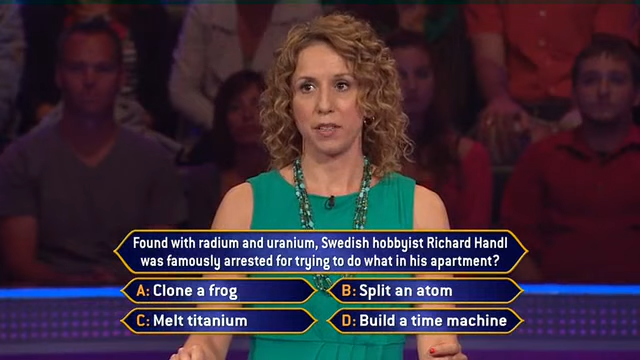 Found with radium and uranium, Swedish hobbyist Richard Handl
was famously arrested for trying to do what in his apartment?
A: Clone a frog
B: Split an atom
C: Melt titanium
D: Build a time machine